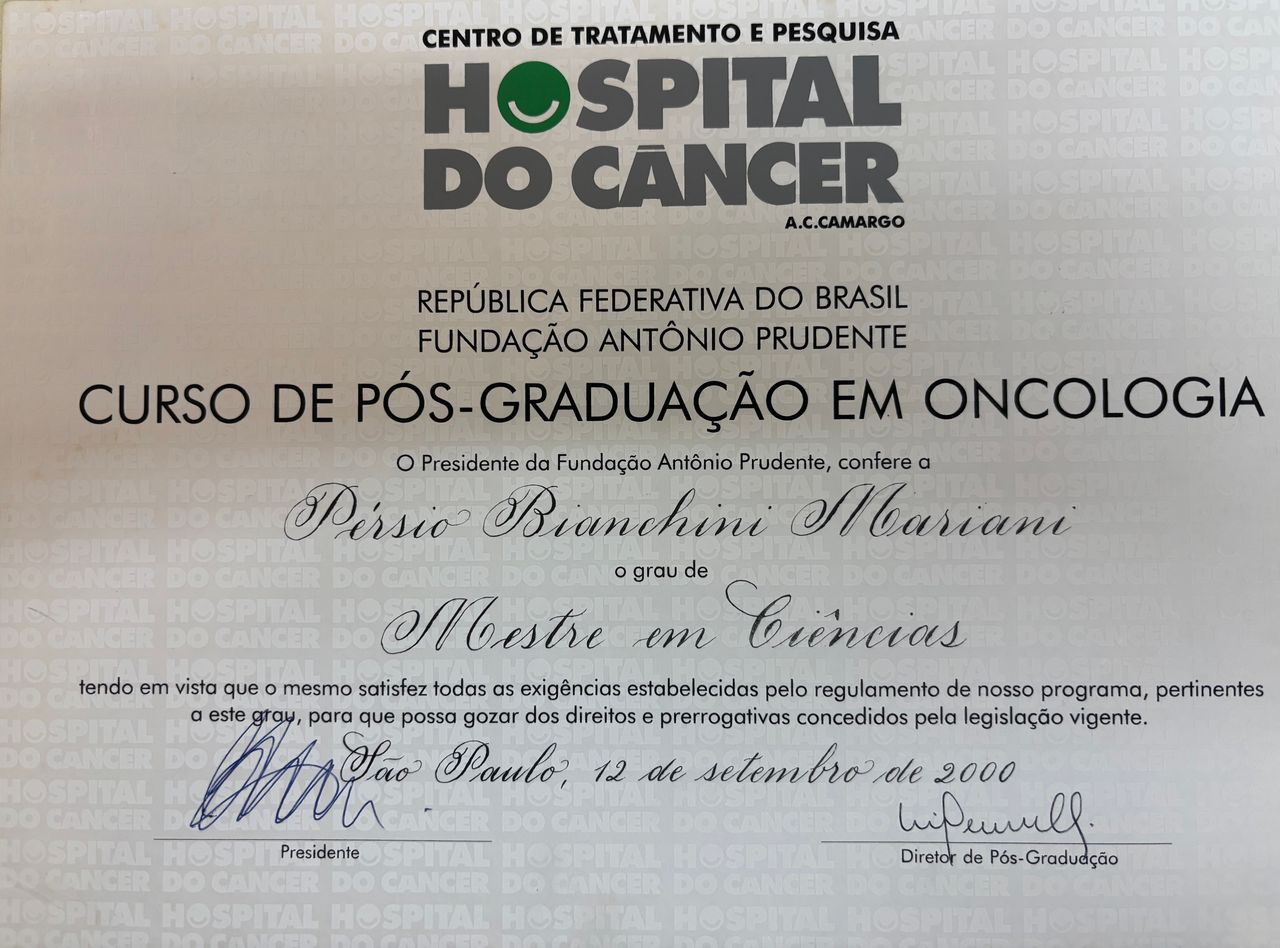 CENTRO DE TRATAMENTO E PESQUISA
HOSPITAL
DO CÂNCER
A.C.CAMARGO
REPÚBLICA FEDERATIVA DO BRASIL
FUNDAÇÃO ANTÔNIO PRUDENTE
CURSO DE PÓS-GRADUAÇÃO EM ONCOLOGIA
O Presidente da Fundação Antônio Prudente, confere a
Pérsio Bianchini Mariani
o grau de
Mestre em Ciências
tendo em vista que o mesmo satisfez todas as exigências estabelecidas pelo regulamento de nosso programa, pertinentes
a este grau, para que possa gozar dos direitos e prerrogativas concedidos pela legislação vigente.
São Paulo, 12 de setembro de 2000
Presidente
Diretor de Pós-Graduação